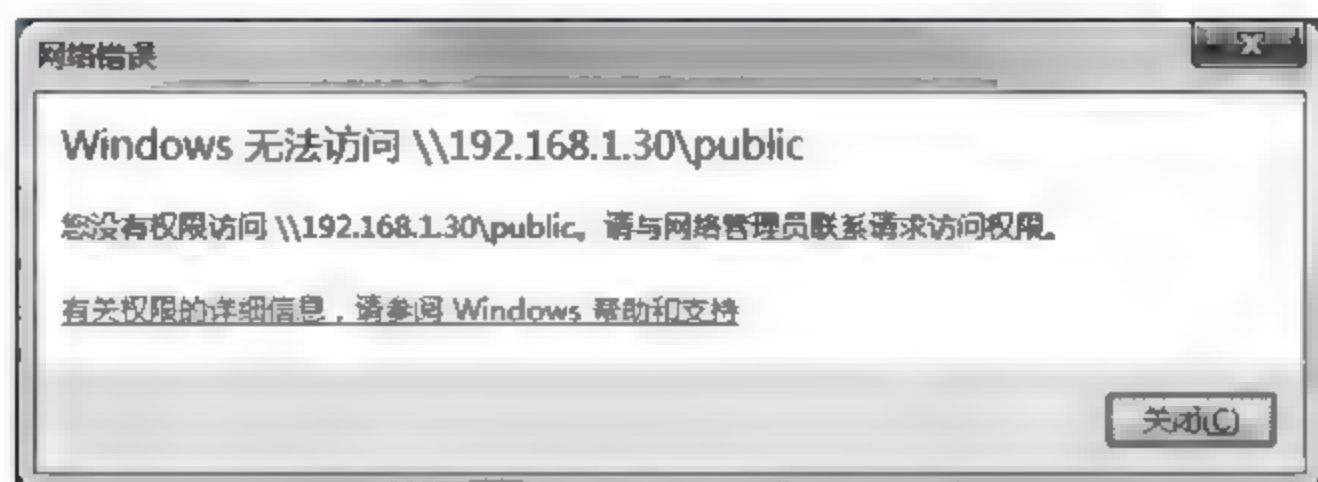 网络错误
Windows 无法访问 \\192.168.1.30\public
您没有权限访问 \\192.168.1.30\public。请与网络管理员联系请求访问权限。
有关权限的详细信息，请参阅 Windows 帮助和支持
关闭(C)